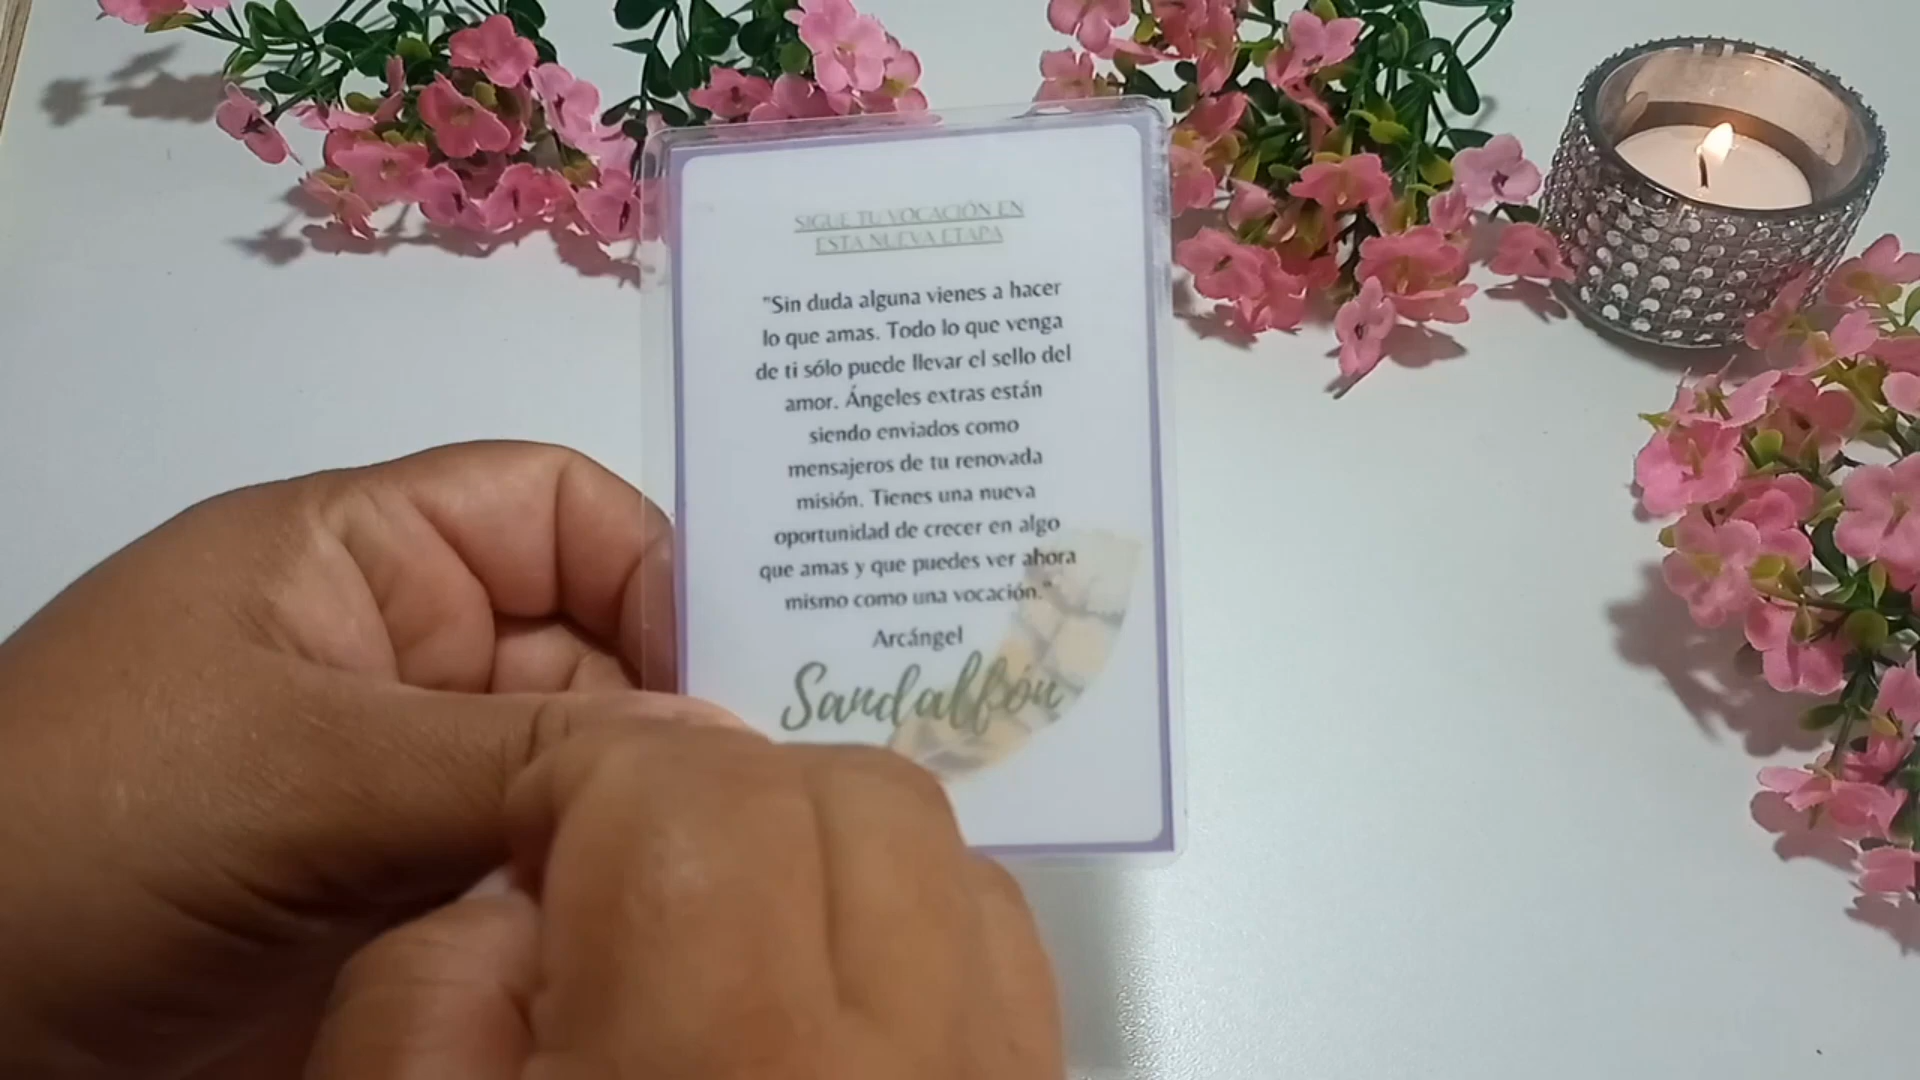 SIGUE TU VOCACIÓN EN
ESTA NUEVA ETAPA
"Sin duda alguna vienes a hacer
lo que amas. Todo lo que venga
de ti sólo puede llevar el sello del
amor. Ángeles extras están
siendo enviados como
mensajeros de tu renovada
misión. Tienes una nueva
oportunidad de crecer en algo
que amas y que puedes ver ahora
mismo como una vocación."
Arcángel
Sandalfón